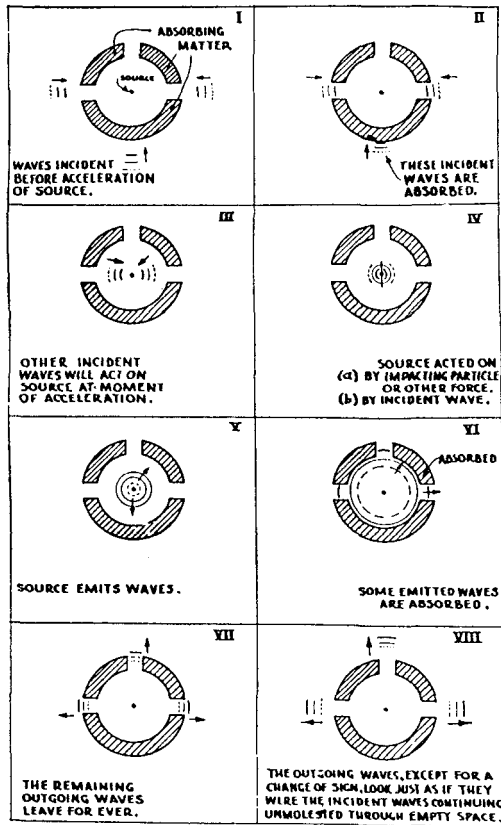 I
ABSORBING
MATTER
SOURCE
WAVES INCIDENT
BEFORE ACCELERATION
OF SOURCE.
II
THESE INCIDENT
WAVES ARE
ABSORBED.
III
OTHER INCIDENT
WAVES WILL ACT ON
SOURCE AT MOMENT
OF ACCELERATION.
IV
SOURCE ACTED ON
(a) BY IMPACTING PARTICLE
OR OTHER FORCE.
(b) BY INCIDENT WAVE.
V
SOURCE EMITS WAVES.
VI
ABSORBED
SOME EMITTED WAVES
ARE ABSORBED.
VII
THE REMAINING
OUTGOING WAVES
LEAVE FOR EVER.
VIII
THE OUTGOING WAVES, EXCEPT FOR A
CHANGE OF SIGN, LOOK JUST AS IF THEY
WERE THE INCIDENT WAVES CONTINUING
UNMOLESTED THROUGH EMPTY SPACE.